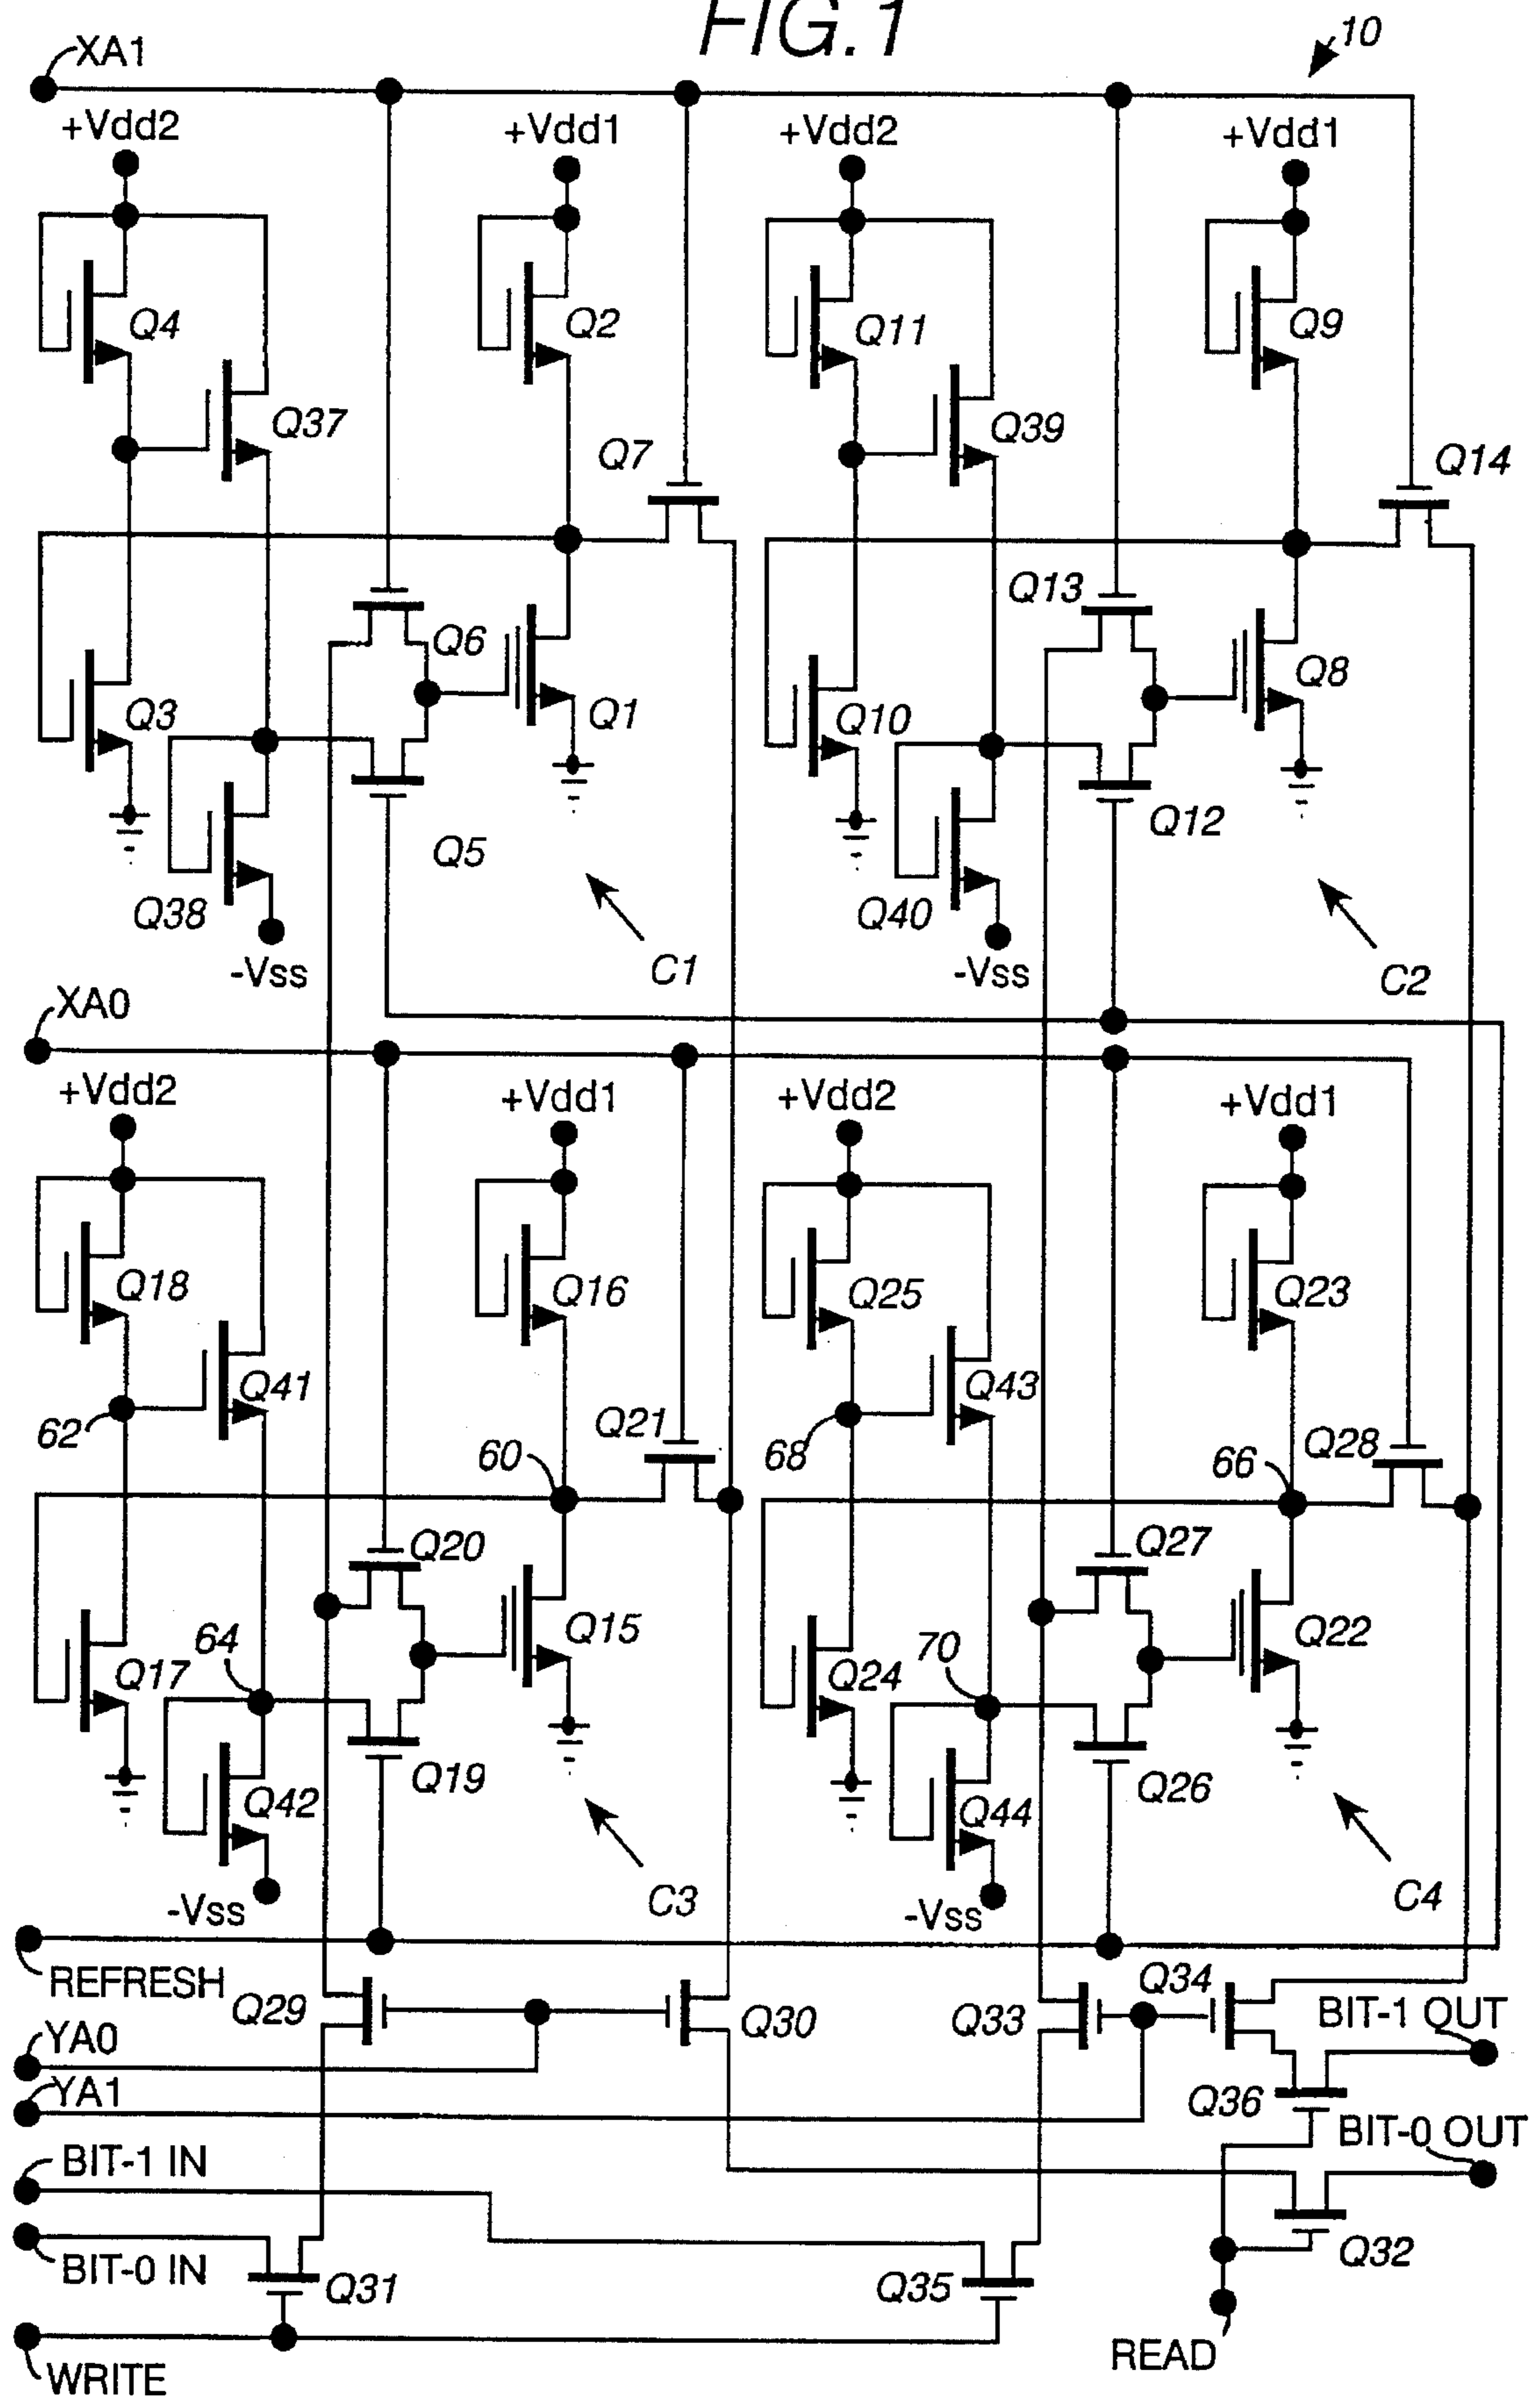 FIG.1
10
XA1
+Vdd2
+Vdd1
+Vdd2
+Vdd1
Q4
Q2
Q11
Q9
Q37
Q7
Q39
Q14
Q13
Q6
Q3
Q1
Q10
Q8
Q5
Q12
Q38
Q40
-Vss
C1
-Vss
C2
XA0
+Vdd2
+Vdd1
+Vdd2
+Vdd1
Q18
Q16
Q25
Q23
Q41
Q43
62
Q21
60
68
66
Q28
Q20
Q27
Q15
Q22
64
Q17
70
Q24
Q19
Q26
Q42
Q44
-Vss
C3
-Vss
C4
REFRESH
Q29
Q30
Q33
Q34
BIT-1 OUT
YA0
YA1
Q36
BIT-0 OUT
BIT-1 IN
BIT-0 IN
Q31
Q35
Q32
WRITE
READ